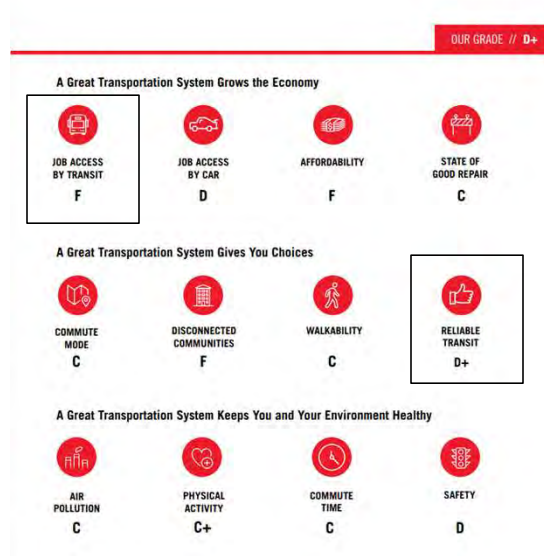 OUR GRADE // D+
A Great Transportation System Grows the Economy
JOB ACCESS
BY TRANSIT
F
JOB ACCESS
BY CAR
D
AFFORDABILITY
F
STATE OF
GOOD REPAIR
C
A Great Transportation System Gives You Choices
COMMUTE
MODE
C
DISCONNECTED
COMMUNITIES
F
WALKABILITY
C
RELIABLE
TRANSIT
D+
A Great Transportation System Keeps You and Your Environment Healthy
AIR
POLLUTION
C
PHYSICAL
ACTIVITY
C+
COMMUTE
TIME
C
SAFETY
D